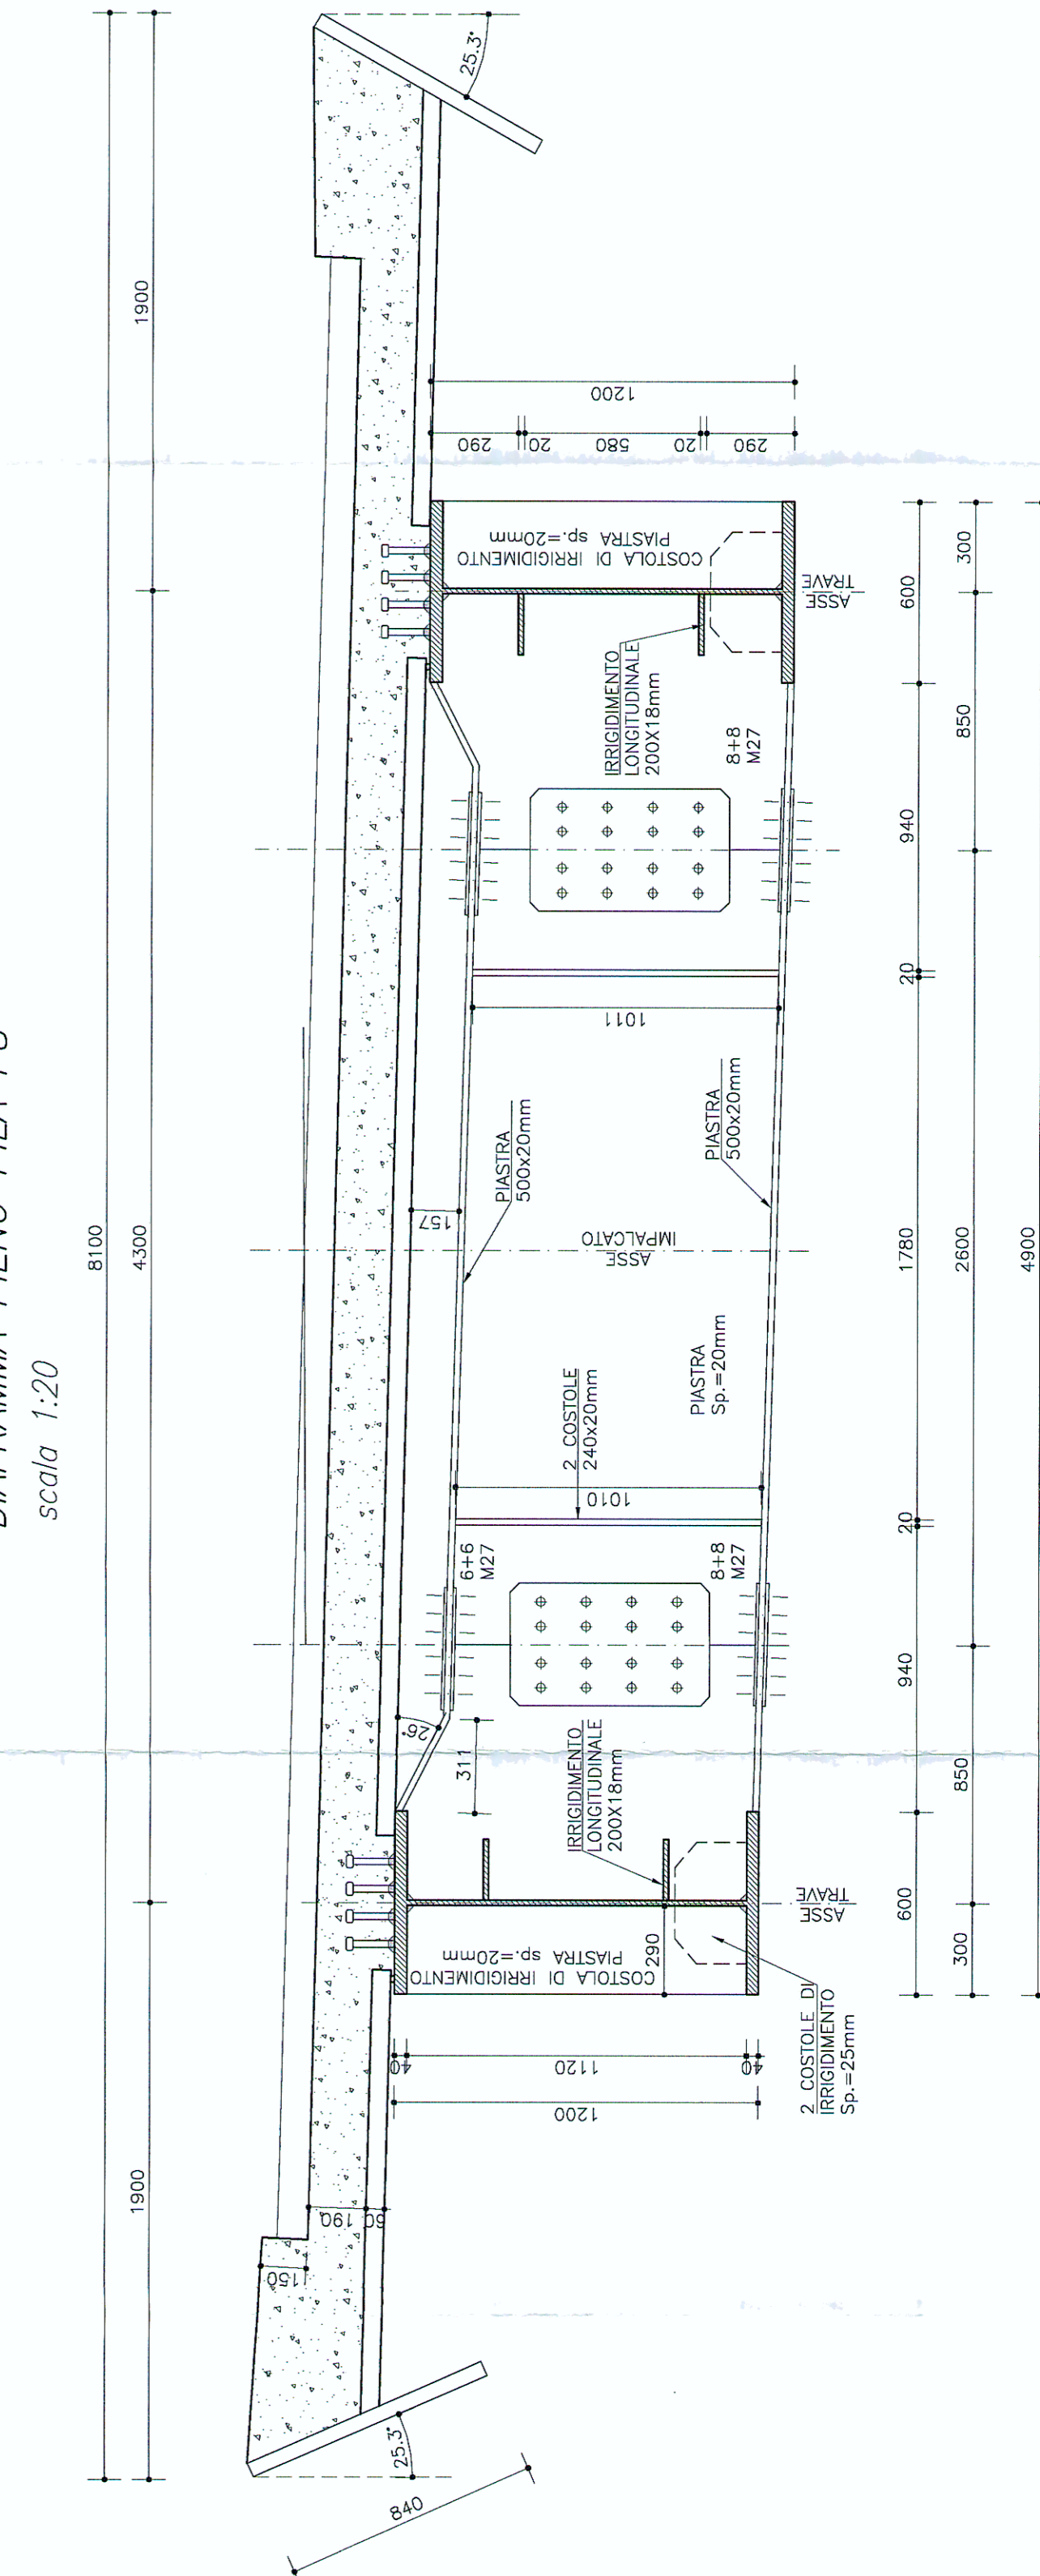 scala 1:20
8100
1900
4300
1900
25.3°
25.3°
840
150
190
60
157
1200
290
20
580
20
290
COSTOLA DI IRRIGIDIMENTO
PIASTRA sp.=20mm
ASSE
TRAVE
IRRIGIDIMENTO
LONGITUDINALE
200X18mm
8+8
M27
1011
PIASTRA
500x20mm
PIASTRA
500x20mm
ASSE
IMPALCATO
PIASTRA
Sp.=20mm
2 COSTOLE
240x20mm
1010
6+6
M27
8+8
M27
26°
311
IRRIGIDIMENTO
LONGITUDINALE
200X18mm
COSTOLA DI IRRIGIDIMENTO
PIASTRA sp.=20mm
290
ASSE
TRAVE
2 COSTOLE DI
IRRIGIDIMENTO
Sp.=25mm
40
1120
40
1200
600
940
20
1780
20
940
600
300
850
2600
850
300
4900